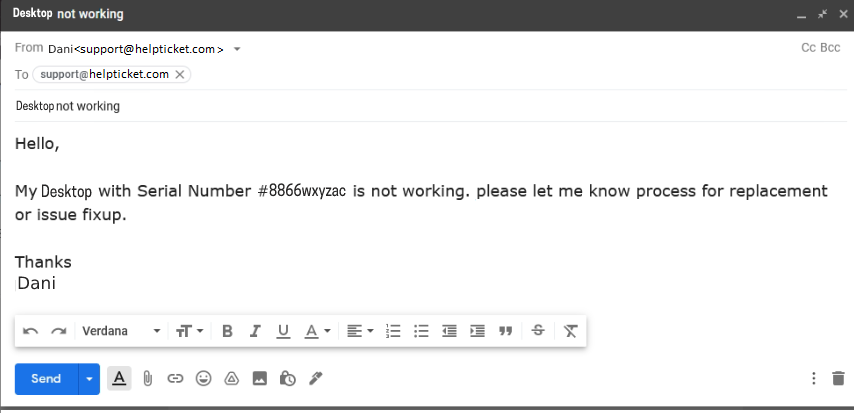 Desktop not working
From Dani<support@helpticket.com> Cc Bcc
To support@helpticket.com
Desktop not working
Hello,
My Desktop with Serial Number #8866wxyzac is not working. please let me know process for replacement
or issue fixup.
Thanks
Dani
Verdana
Send